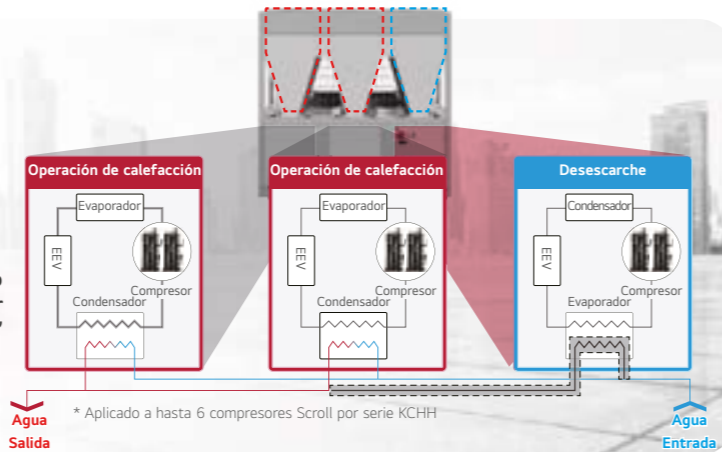 Operación de calefacción
Evaporador
EEV
Compresor
Condensador
Operación de calefacción
Evaporador
EEV
Compresor
Condensador
Desescarche
Condensador
EEV
Compresor
Evaporador
Agua
Salida
* Aplicado a hasta 6 compresores Scroll por serie KCHH
Agua
Entrada